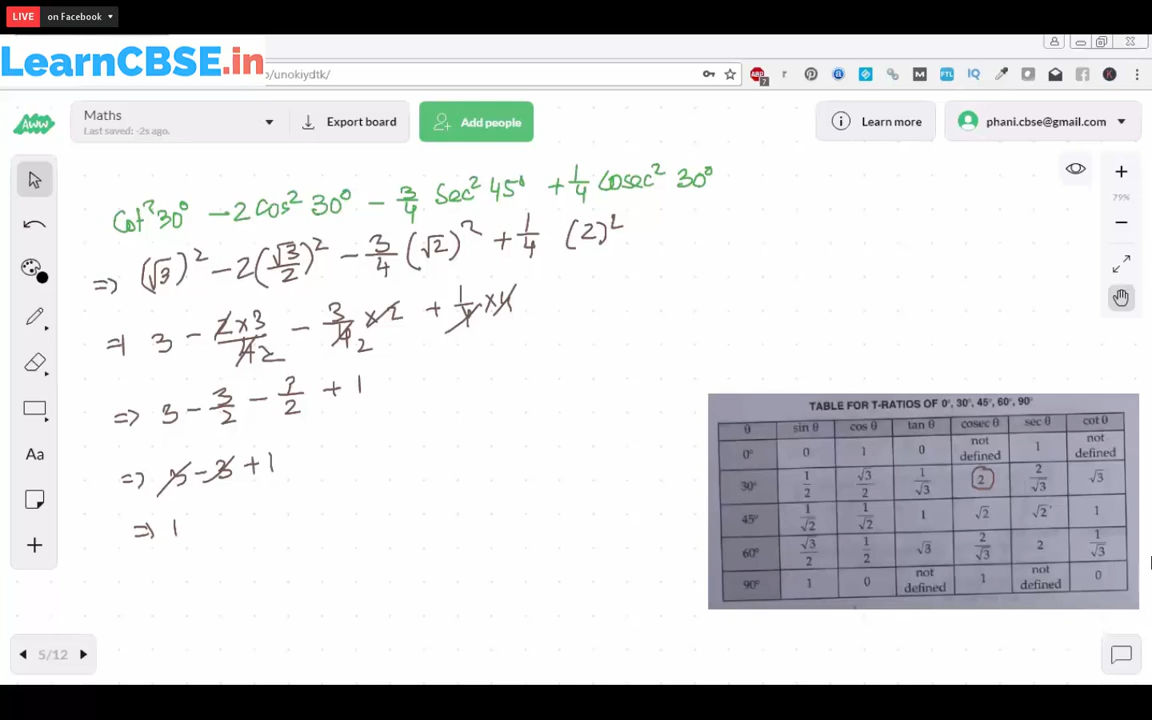 LIVE on Facebook
LearnCBSE.in
o/unokiydtk/
Maths
Last saved: -2s ago.
Export board
Add people
Learn more
phani.cbse@gmail.com
79%
Cot²30° - 2 Cos² 30° - 3/4 Sec² 45° + 1/4 Cosec² 30°
=> (√3)² - 2(√3/2)² - 3/4 (√2)² + 1/4 (2)²
=> 3 - 2×3/4 2 - 3/4 2 ×2 + 1/4 ×4
=> 3 - 3/2 - 3/2 + 1
=> 3 - 3 + 1
=> 1
Aa
TABLE FOR T-RATIOS OF 0°, 30°, 45°, 60°, 90°
θ sin θ cos θ tan θ cosec θ sec θ cot θ
0° 0 1 0 not defined 1 not defined
30° 1/2 √3/2 1/√3 2 2/√3 √3
45° 1/√2 1/√2 1 √2 √2 1
60° √3/2 1/2 √3 2/√3 2 1/√3
90° 1 0 not defined 1 not defined 0
5/12